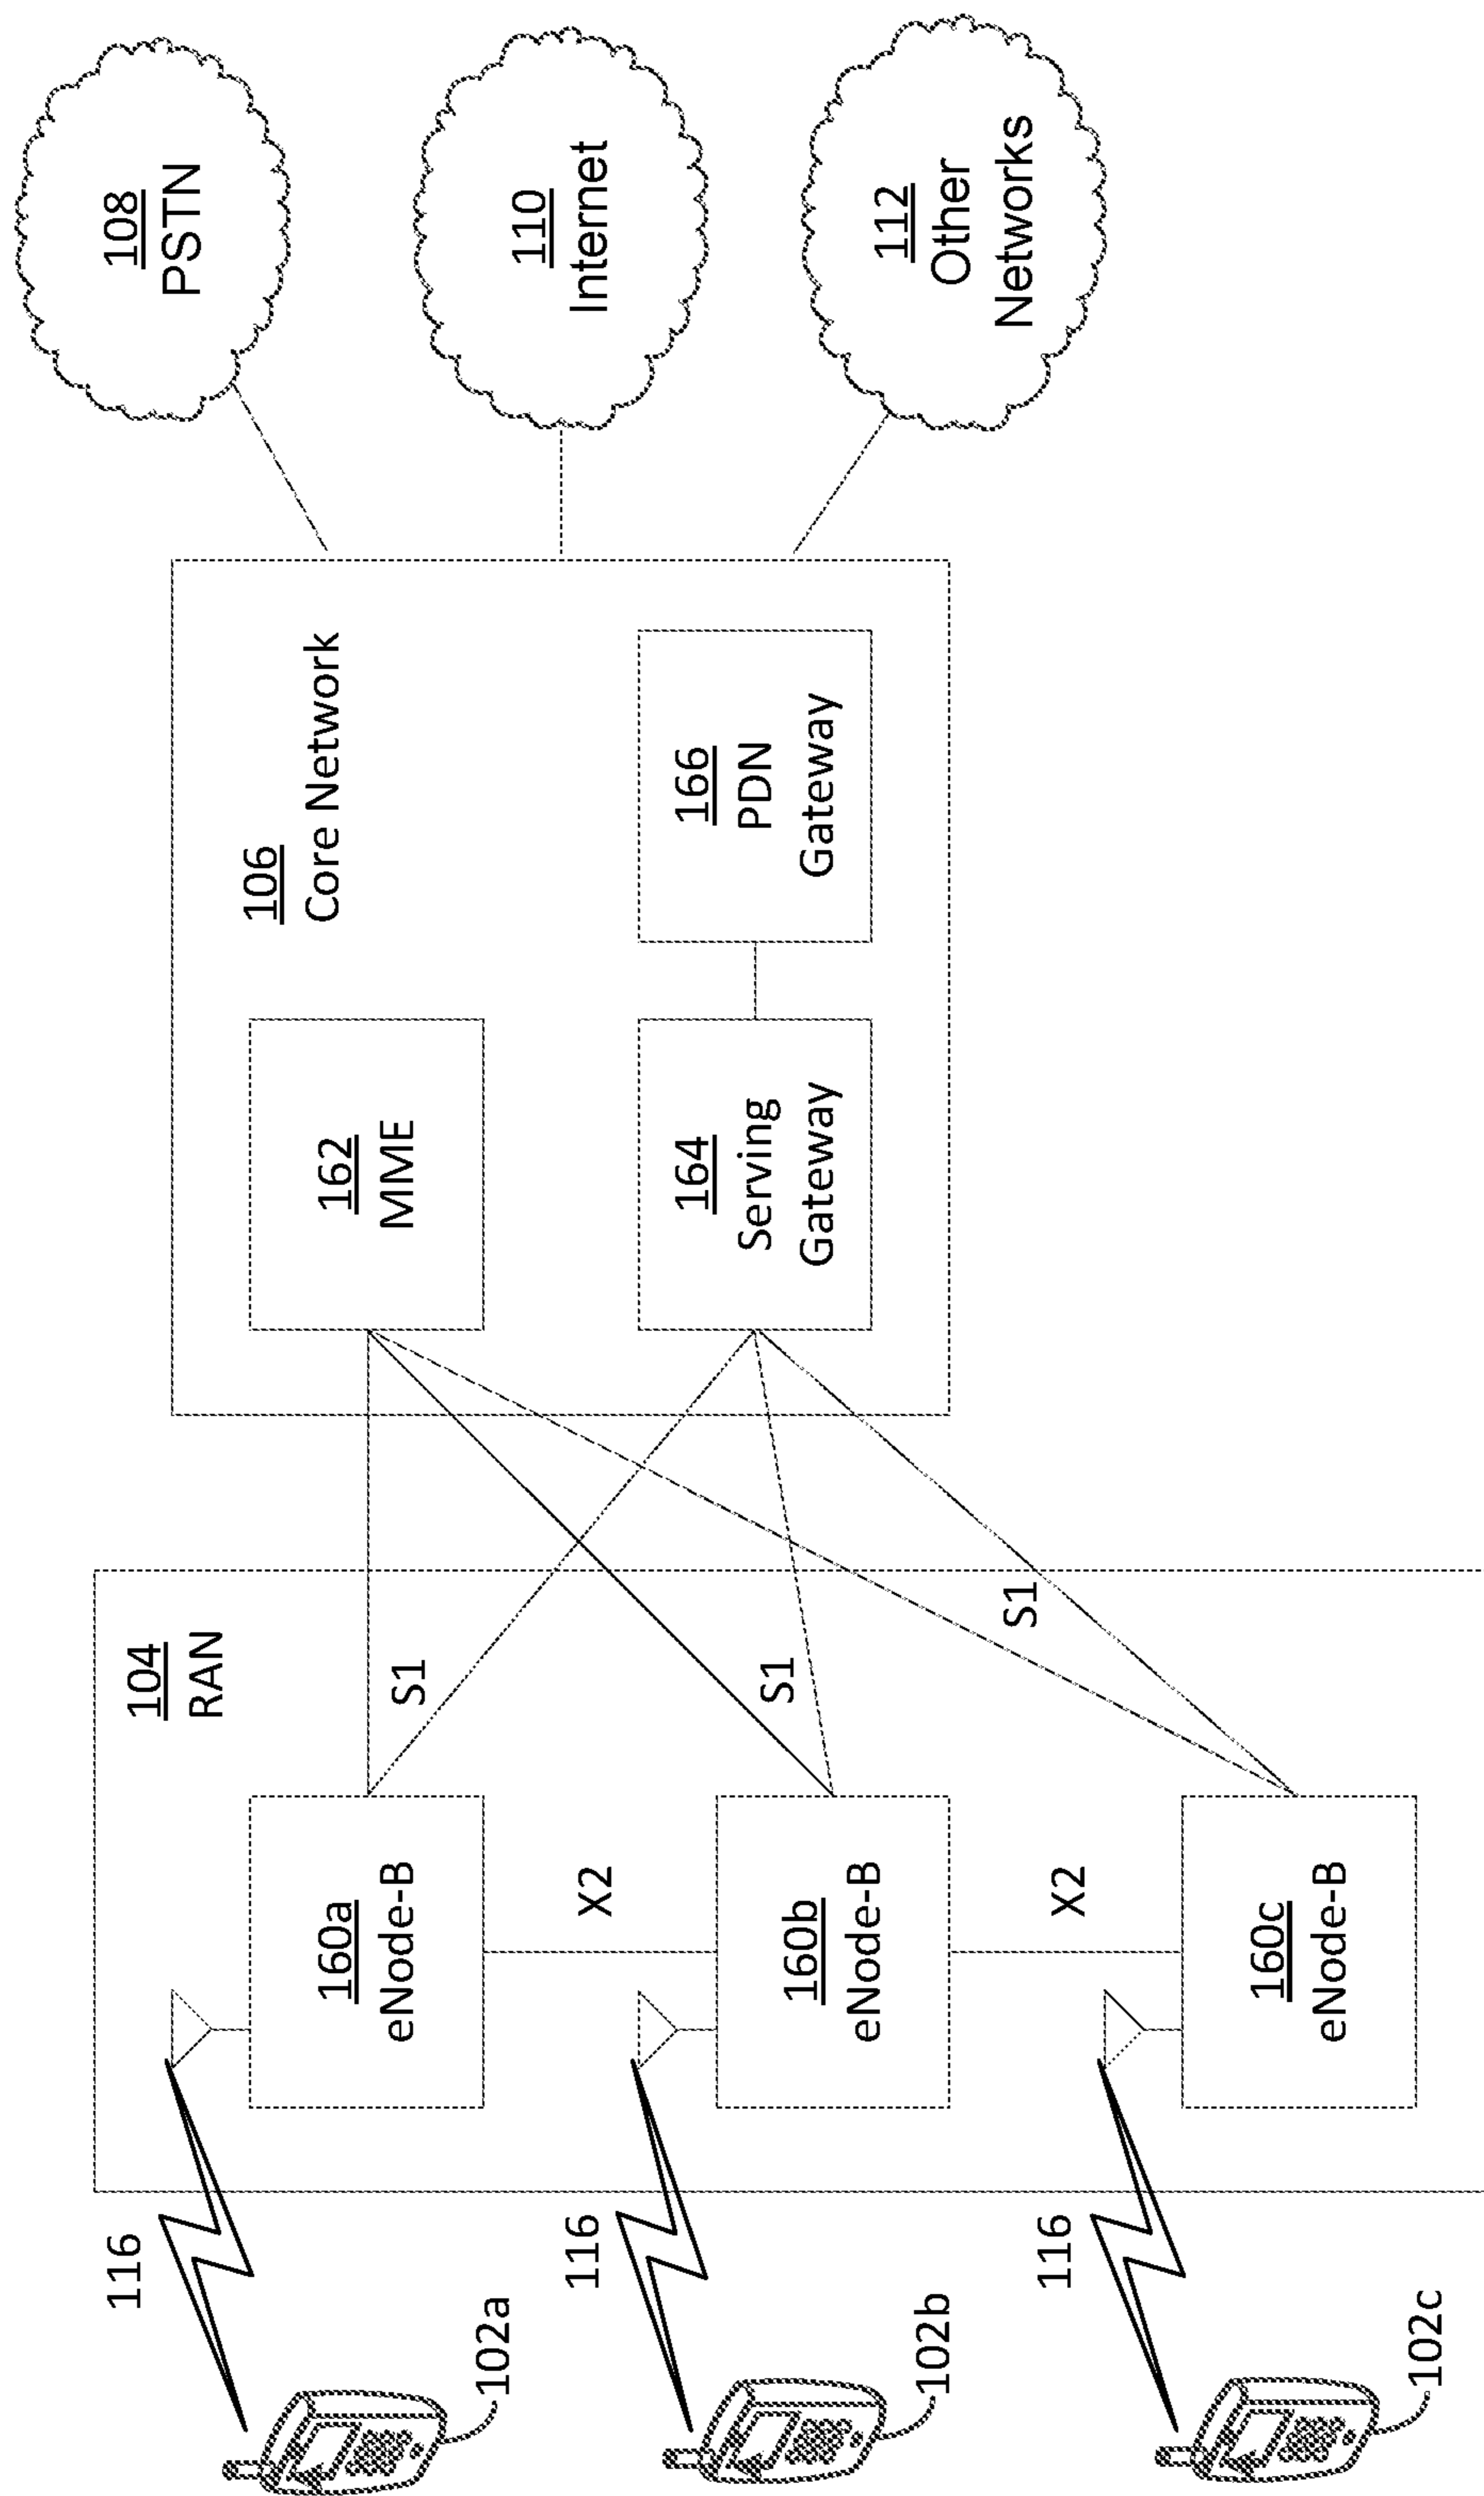 116
102a
116
102b
116
102c
104
RAN
160a
eNode-B
X2
160b
eNode-B
X2
160c
eNode-B
S1
S1
S1
106
Core Network
162
MME
164
Serving
Gateway
166
PDN
Gateway
108
PSTN
110
Internet
112
Other
Networks